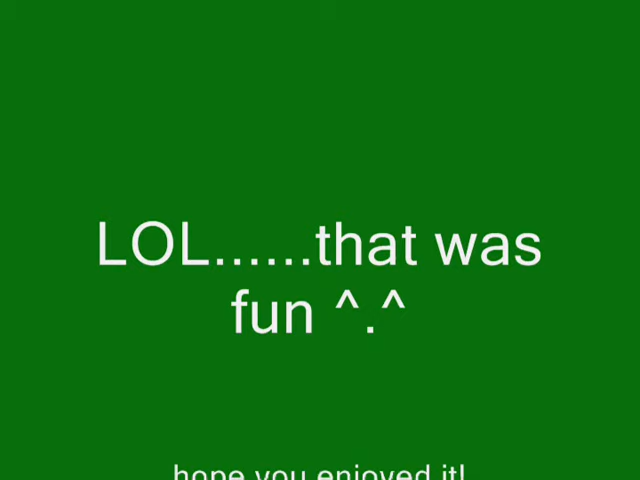 LOL......that was
fun ^.^
hope you enjoyed it!